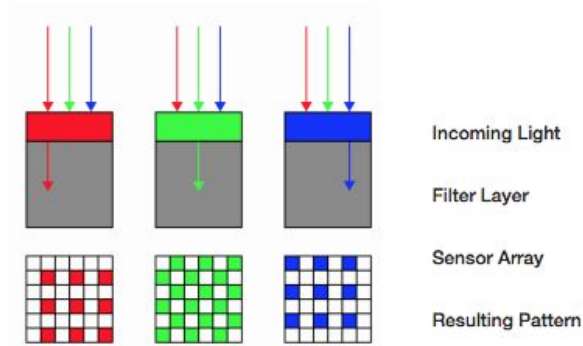 Incoming Light
Filter Layer
Sensor Array
Resulting Pattern